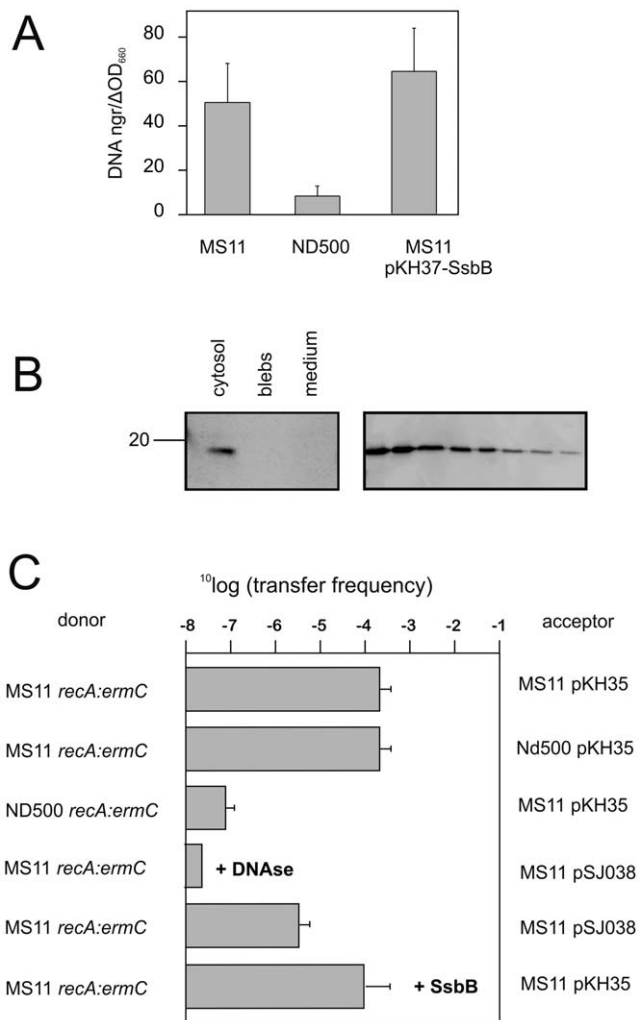 A
DNA ngr/ΔOD660
80
60
40
20
0
MS11
ND500
MS11
pKH37-SsbB
B
cytosol
blebs
medium
20
C
10log (transfer frequency)
donor
-8 -7 -6 -5 -4 -3 -2 -1
acceptor
MS11 recA:ermC
MS11 pKH35
MS11 recA:ermC
Nd500 pKH35
ND500 recA:ermC
MS11 pKH35
MS11 recA:ermC
+ DNAse
MS11 pSJ038
MS11 recA:ermC
MS11 pSJ038
MS11 recA:ermC
+ SsbB
MS11 pKH35